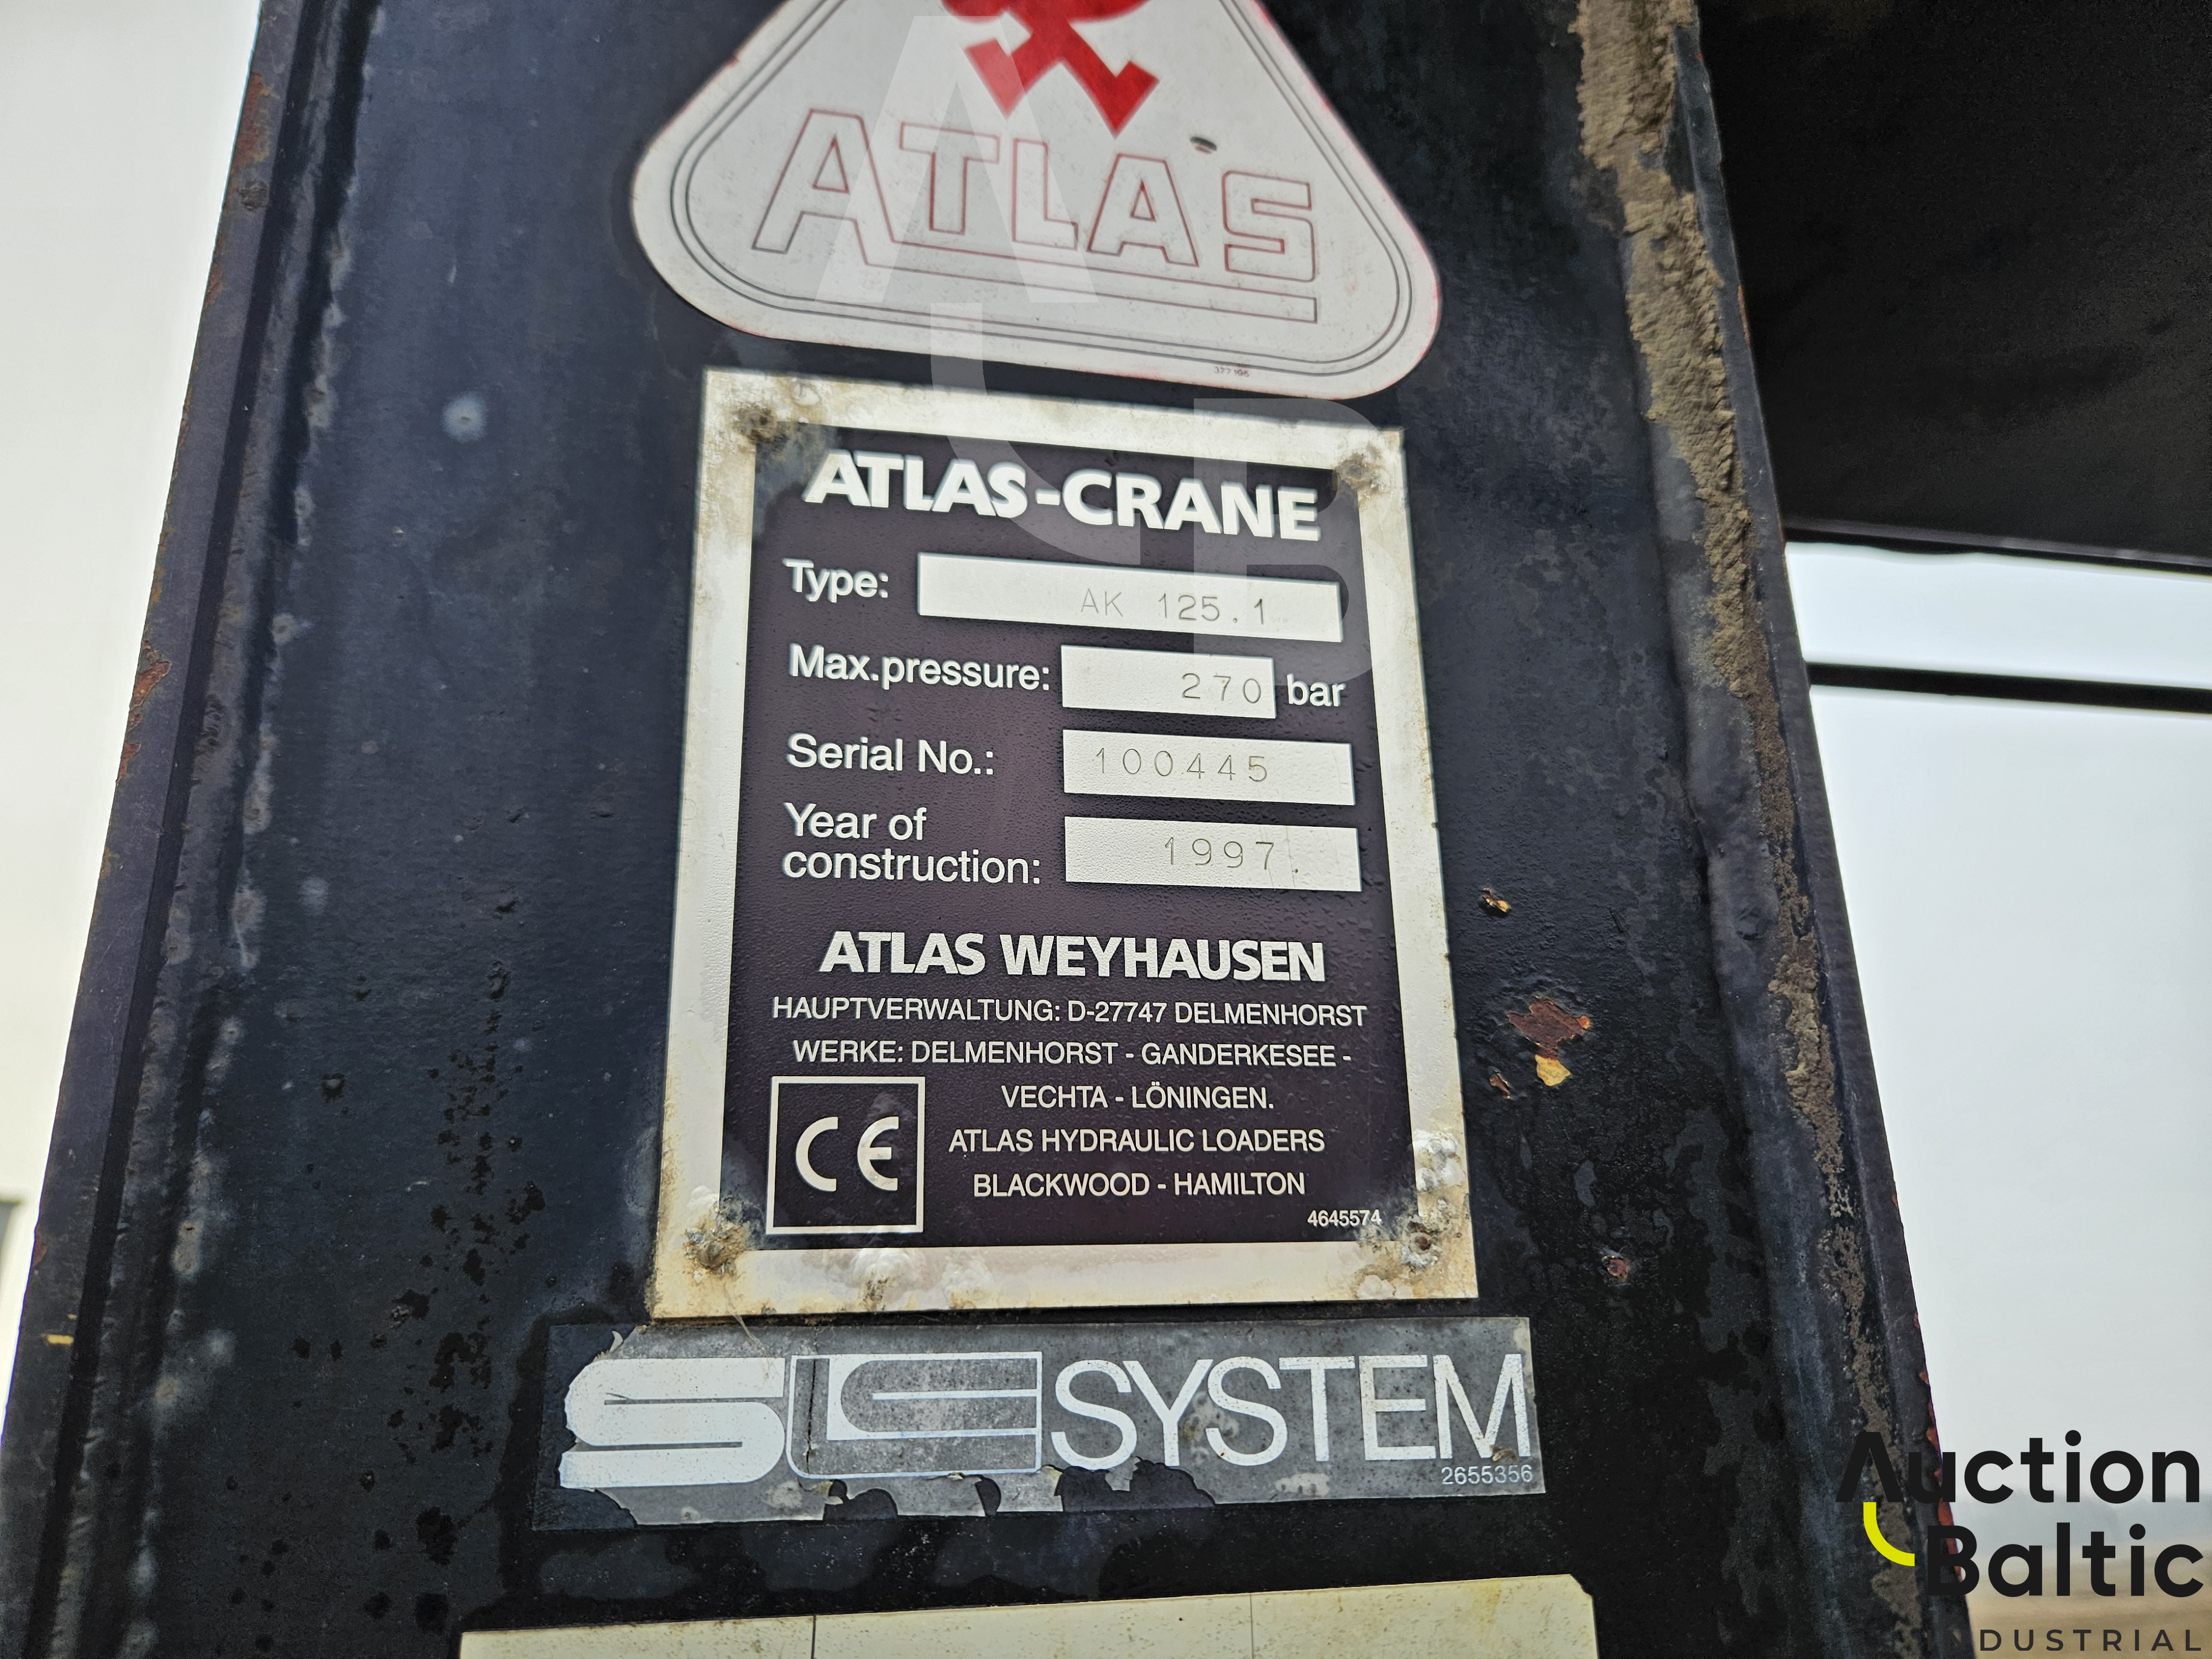 ATLAS
377195
ATLAS-CRANE
Type: AK 125.1
Max.pressure: 270 bar
Serial No.: 100445
Year of
construction: 1997
ATLAS WEYHAUSEN
HAUPTVERWALTUNG: D-27747 DELMENHORST
WERKE: DELMENHORST - GANDERKESEE -
VECHTA - LÖNINGEN.
ATLAS HYDRAULIC LOADERS
BLACKWOOD - HAMILTON
CE
4645574
SLS SYSTEM
2655356
Auction
Baltic
INDUSTRIAL